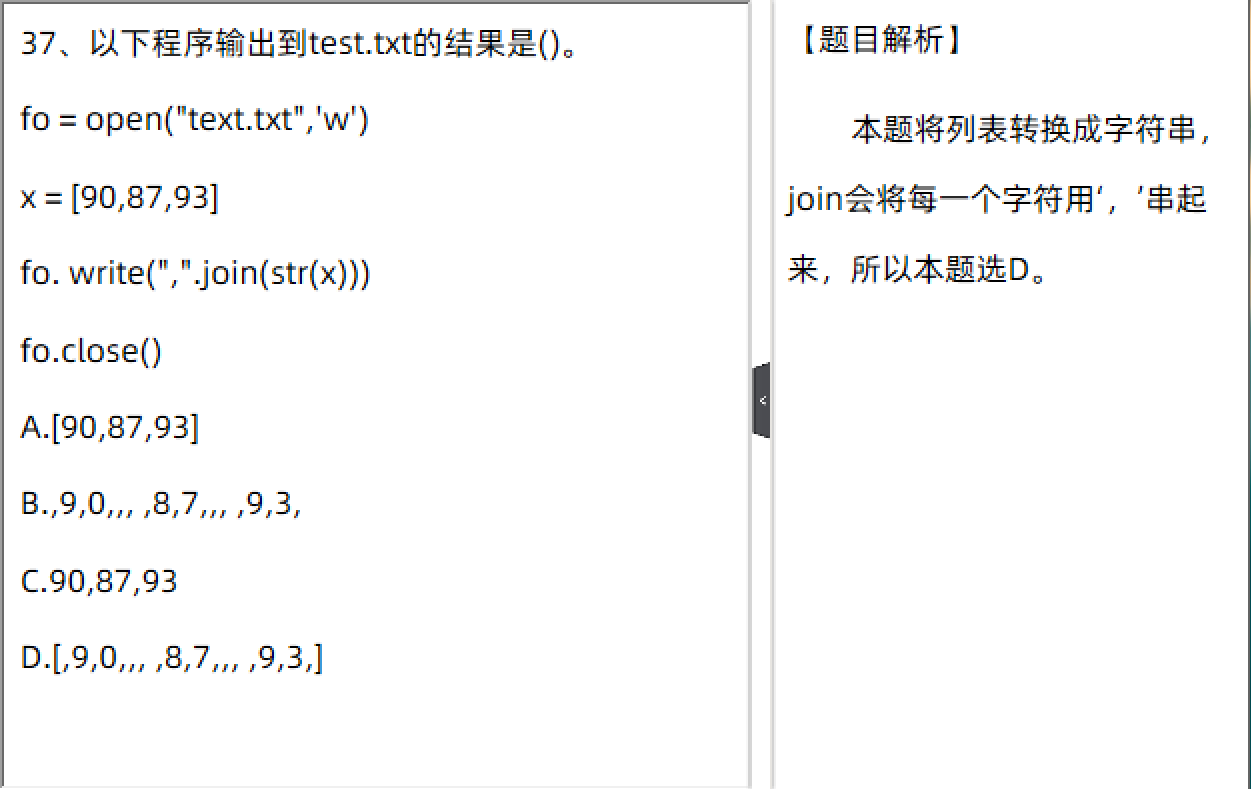 37、以下程序输出到test.txt的结果是()。
fo = open("text.txt",'w')
x = [90,87,93]
fo. write(",".join(str(x)))
fo.close()
A.[90,87,93]
B.,9,0,,, ,8,7,,, ,9,3,
C.90,87,93
D.[,9,0,,, ,8,7,,, ,9,3,]
【题目解析】
本题将列表转换成字符串，
join会将每一个字符用‘，’串起
来，所以本题选D。
<